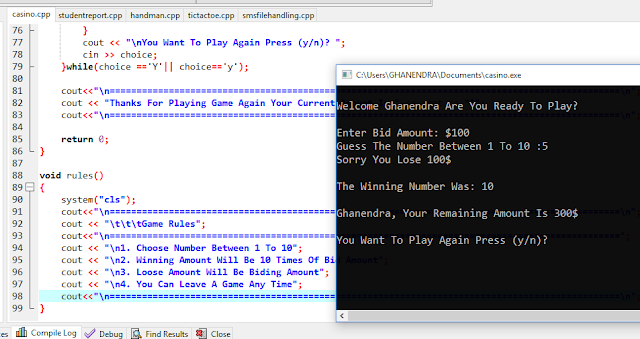 casino.cpp studentreport.cpp handman.cpp tictactoe.cpp smsfilehandling.cpp
76 }
77 cout << "\nYou Want To Play Again Press (y/n)? ";
78 cin >> choice;
79 }while(choice =='Y'|| choice=='y');
80
81 cout<<"\n=====================================\n";
82 cout << "Thanks For Playing Game Again Your Current
83 cout<<"\n=====================================\n";
84
85 return 0;
86 }
87
88 void rules()
89 {
90 system("cls");
91 cout<<"\n=====================================\n";
92 cout << "\t\t\tGame Rules";
93 cout<<"\n=====================================\n";
94 cout << "\n1. Choose Number Between 1 To 10";
95 cout << "\n2. Winning Amount Will Be 10 Times Of Bid Amount";
96 cout << "\n3. Loose Amount Will Be Biding Amount";
97 cout << "\n4. You Can Leave A Game Any Time";
98 cout<<"\n=====================================\n";
99 }
C:\Users\GHANENDRA\Documents\casino.exe
Welcome Ghanendra Are You Ready To Play?
Enter Bid Amount: $100
Guess The Number Between 1 To 10 :5
Sorry You Lose 100$
The Winning Number Was: 10
Ghanendra, Your Remaining Amount Is 300$
You Want To Play Again Press (y/n)?
es Compile Log Debug Find Results Close